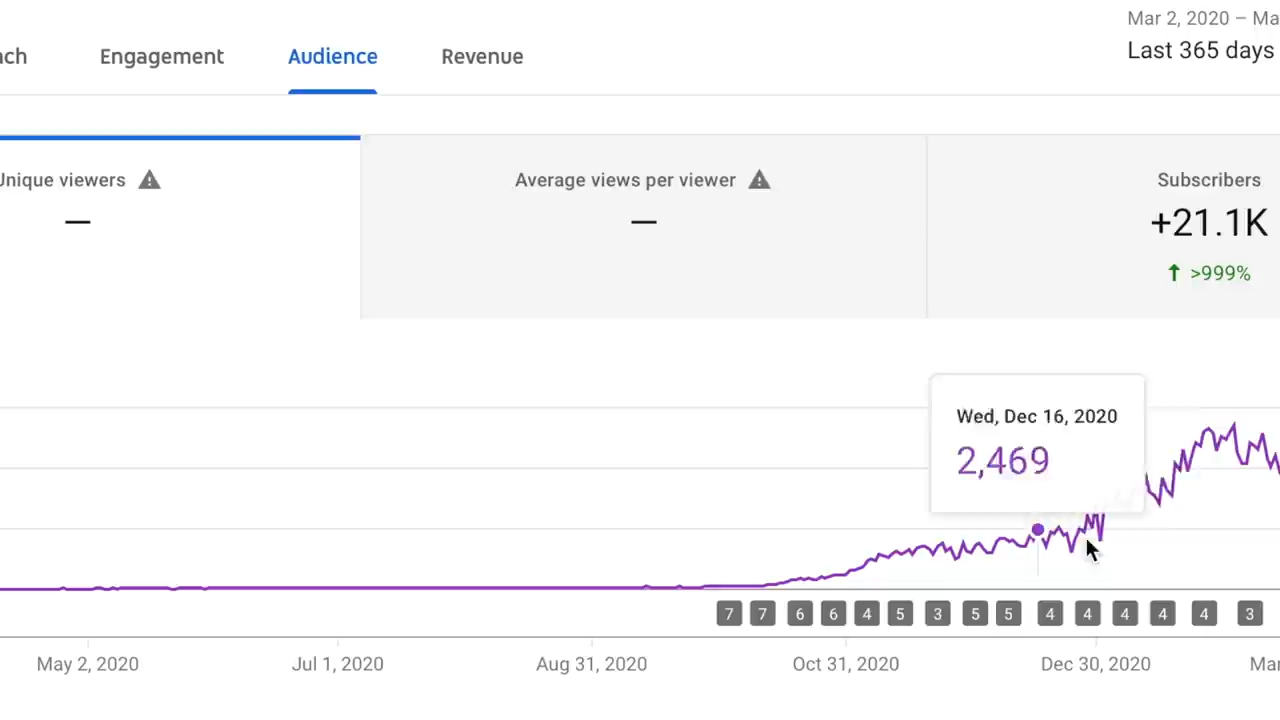 Mar 2, 2020 – Ma
Last 365 days
ach
Engagement
Audience
Revenue
Unique viewers
—
Average views per viewer
—
Subscribers
+21.1K
>999%
Wed, Dec 16, 2020
2,469
7 7 6 6 4 5 3 5 5 4 4 4 4 4 3
May 2, 2020
Jul 1, 2020
Aug 31, 2020
Oct 31, 2020
Dec 30, 2020
Mar